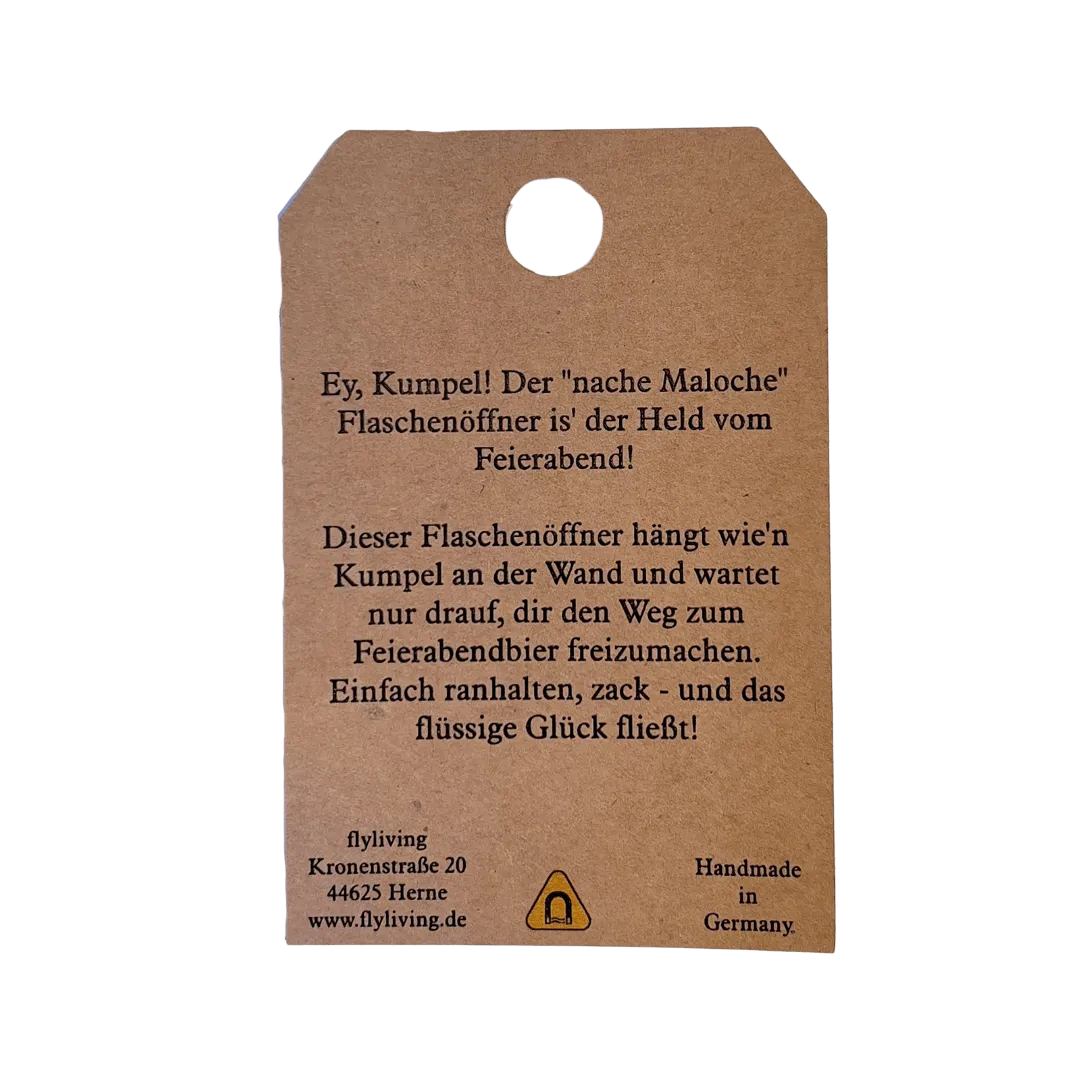 Ey, Kumpel! Der "nache Maloche"
Flaschenöffner is' der Held vom
Feierabend!
Dieser Flaschenöffner hängt wie'n
Kumpel an der Wand und wartet
nur drauf, dir den Weg zum
Feierabendbier freizumachen.
Einfach ranhalten, zack - und das
flüssige Glück fließt!
flyliving
Kronenstraße 20
44625 Herne
www.flyliving.de
Handmade
in
Germany